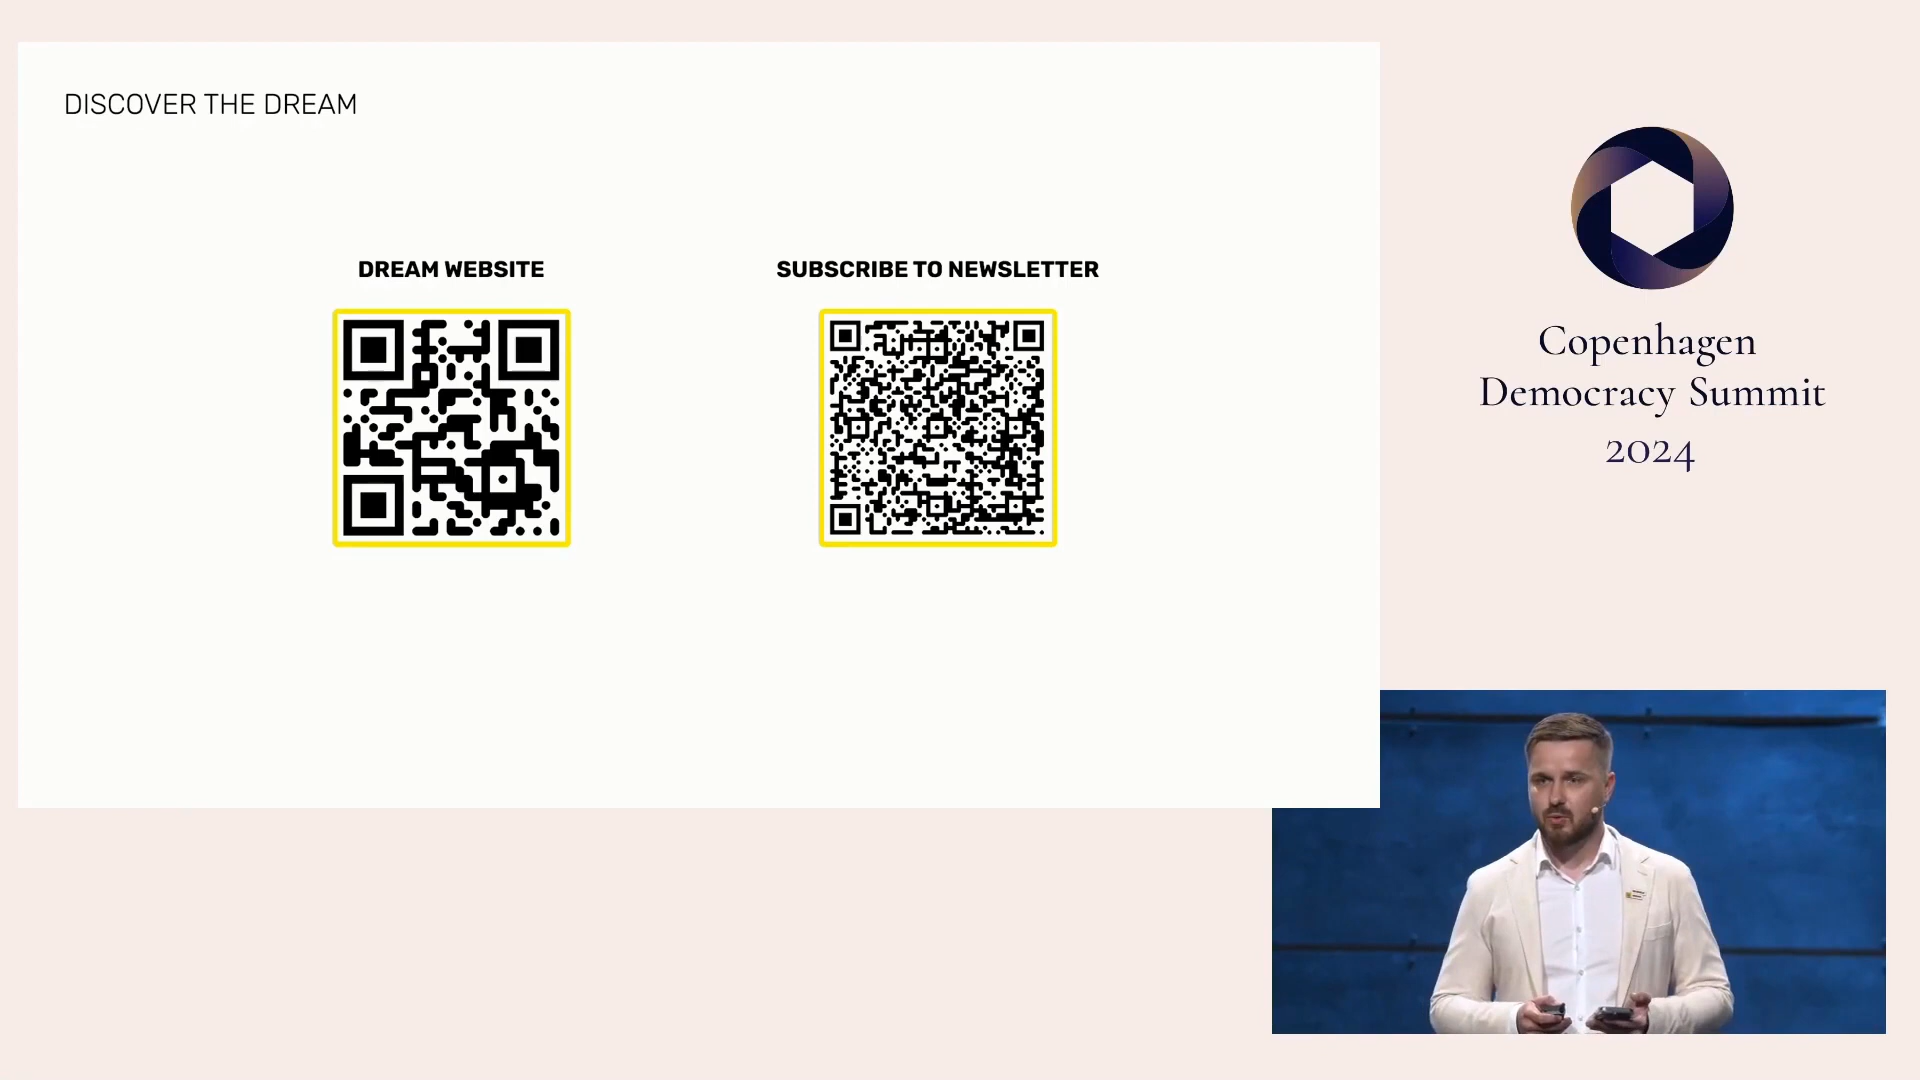 DISCOVER THE DREAM
DREAM WEBSITE
SUBSCRIBE TO NEWSLETTER
Copenhagen
Democracy Summit
2024